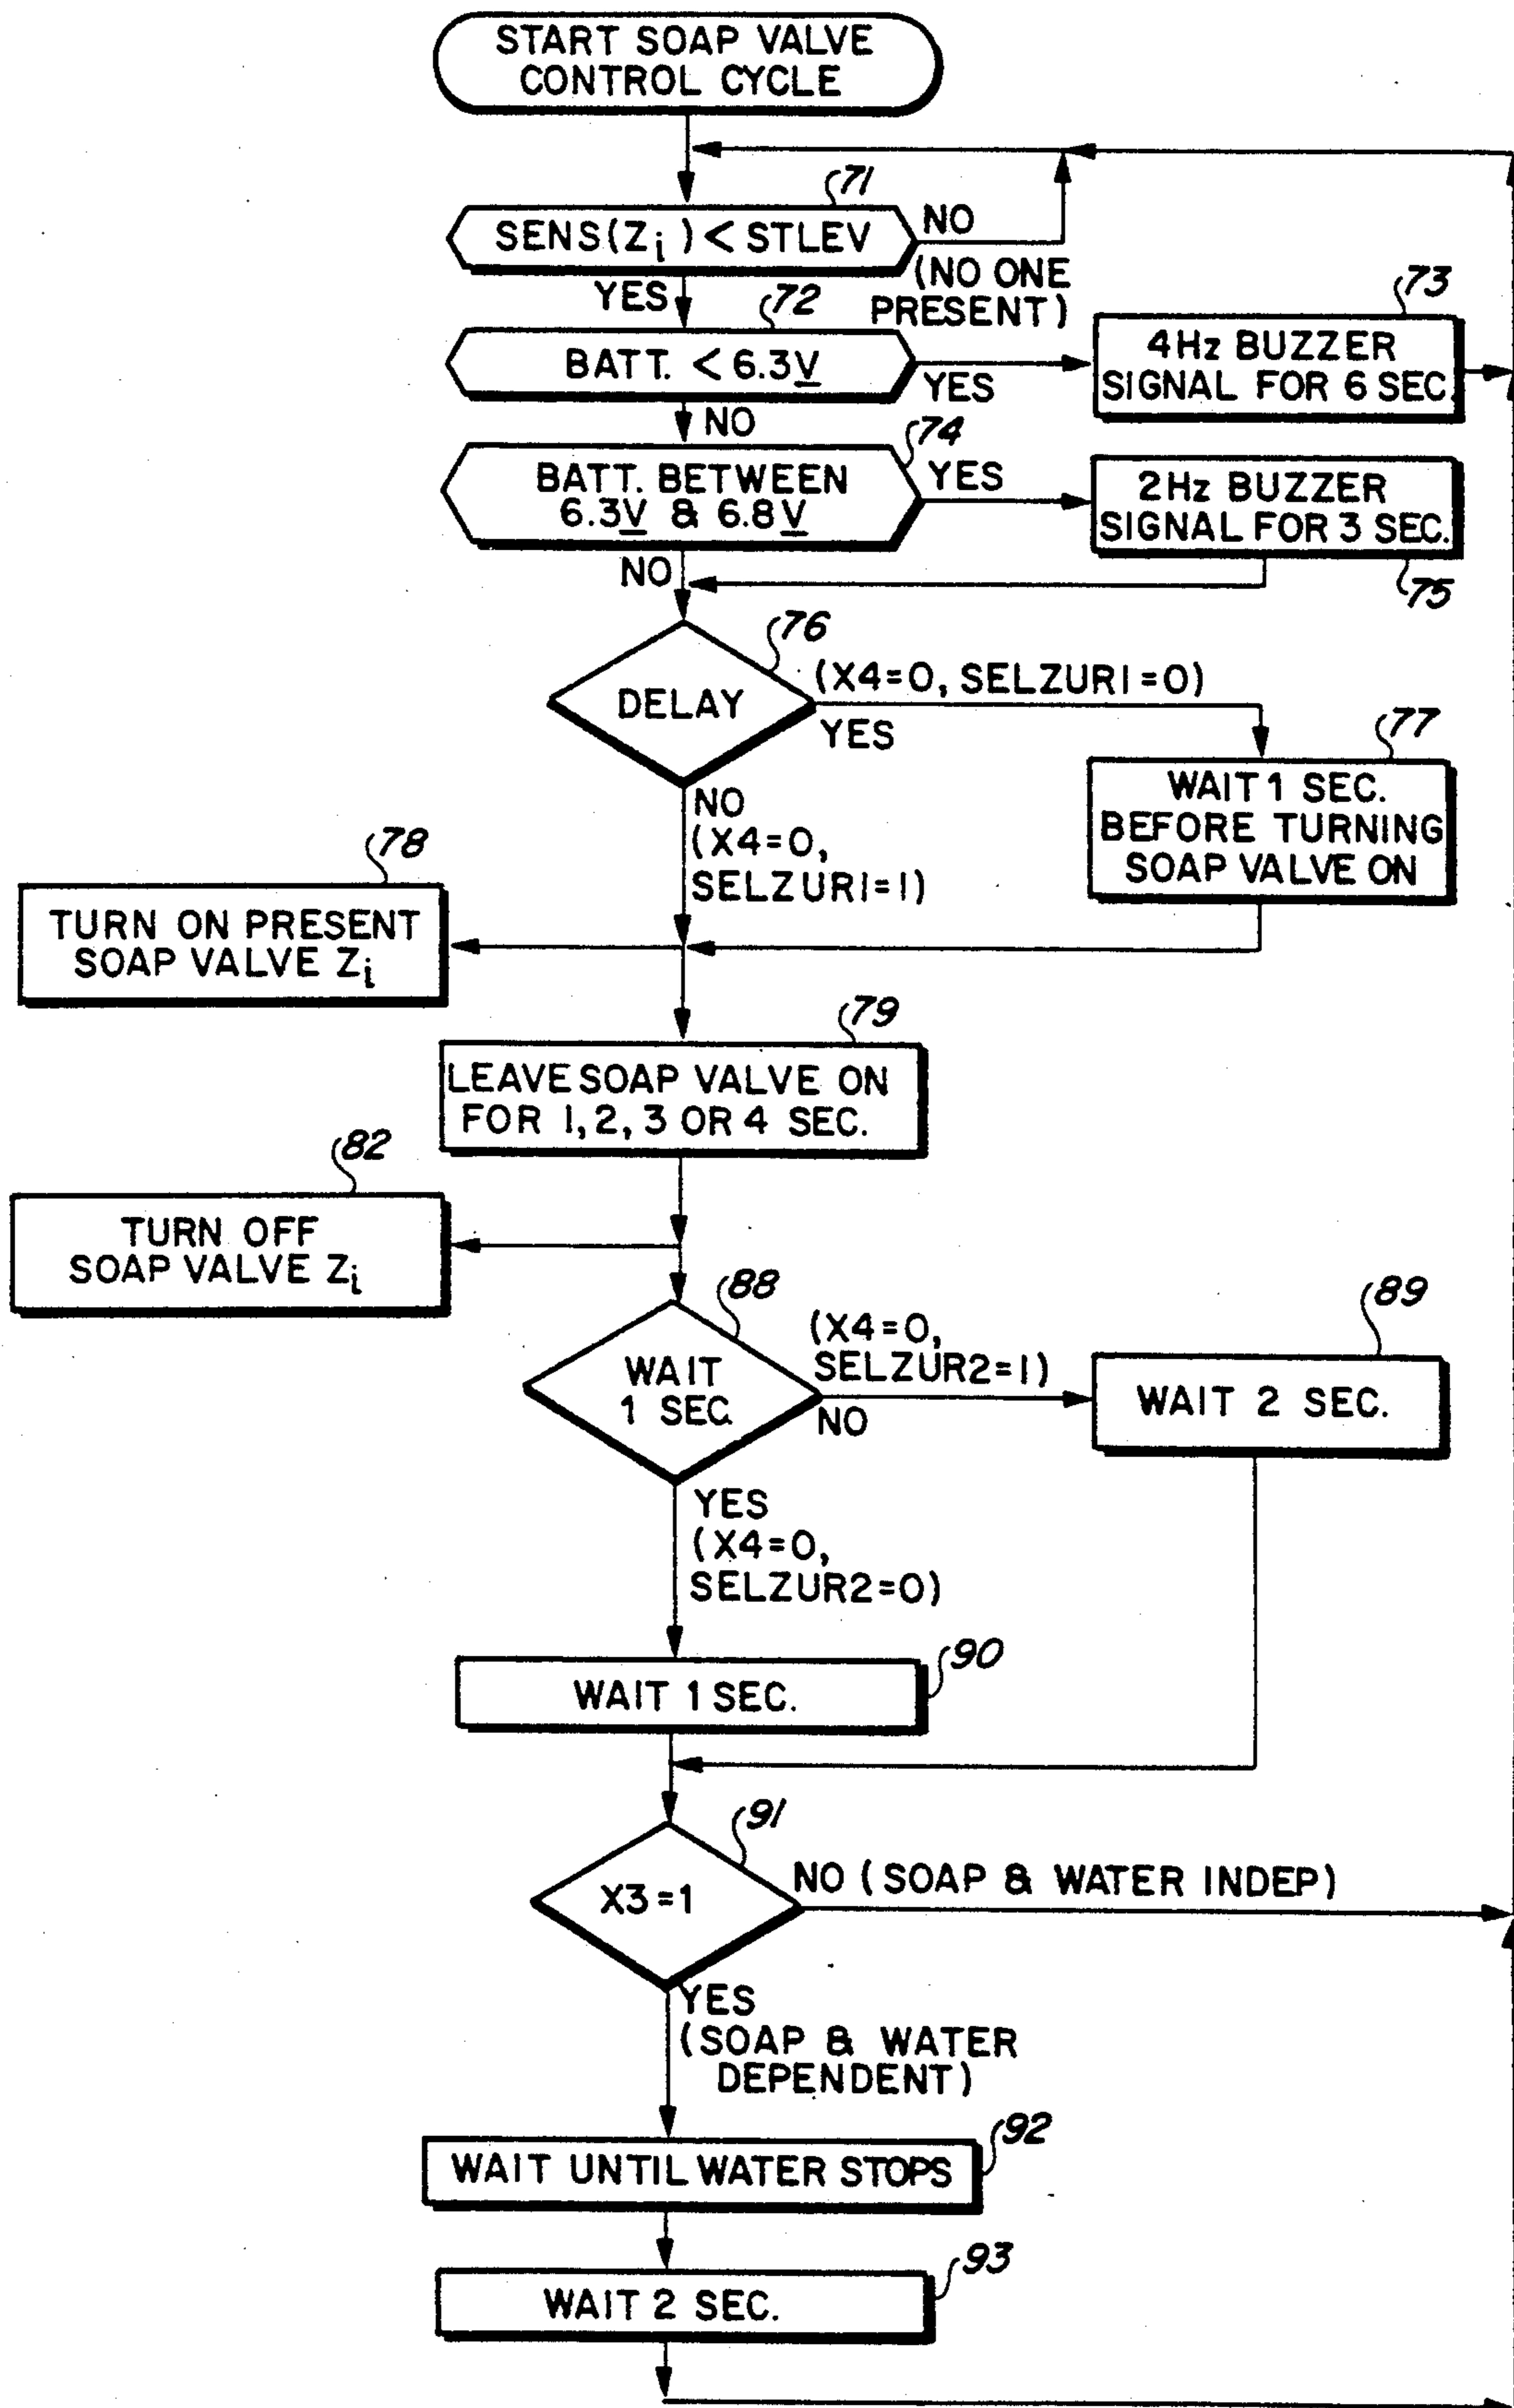 START SOAP VALVE
CONTROL CYCLE
71
SENS(Zi) < STLEV
NO
(NO ONE
PRESENT)
YES
72
73
BATT. < 6.3V
YES
4Hz BUZZER
SIGNAL FOR 6 SEC.
NO
74
BATT. BETWEEN
6.3V & 6.8V
YES
2Hz BUZZER
SIGNAL FOR 3 SEC.
75
NO
76
DELAY
(X4=0, SELZUR1=0)
YES
77
WAIT 1 SEC.
BEFORE TURNING
SOAP VALVE ON
NO
(X4=0,
SELZUR1=1)
78
TURN ON PRESENT
SOAP VALVE Zi
79
LEAVE SOAP VALVE ON
FOR 1, 2, 3 OR 4 SEC.
82
TURN OFF
SOAP VALVE Zi
88
WAIT
1 SEC.
(X4=0,
SELZUR2=1)
NO
89
WAIT 2 SEC.
YES
(X4=0,
SELZUR2=0)
90
WAIT 1 SEC.
91
X3=1
NO (SOAP & WATER INDEP)
YES
(SOAP & WATER
DEPENDENT)
92
WAIT UNTIL WATER STOPS
93
WAIT 2 SEC.